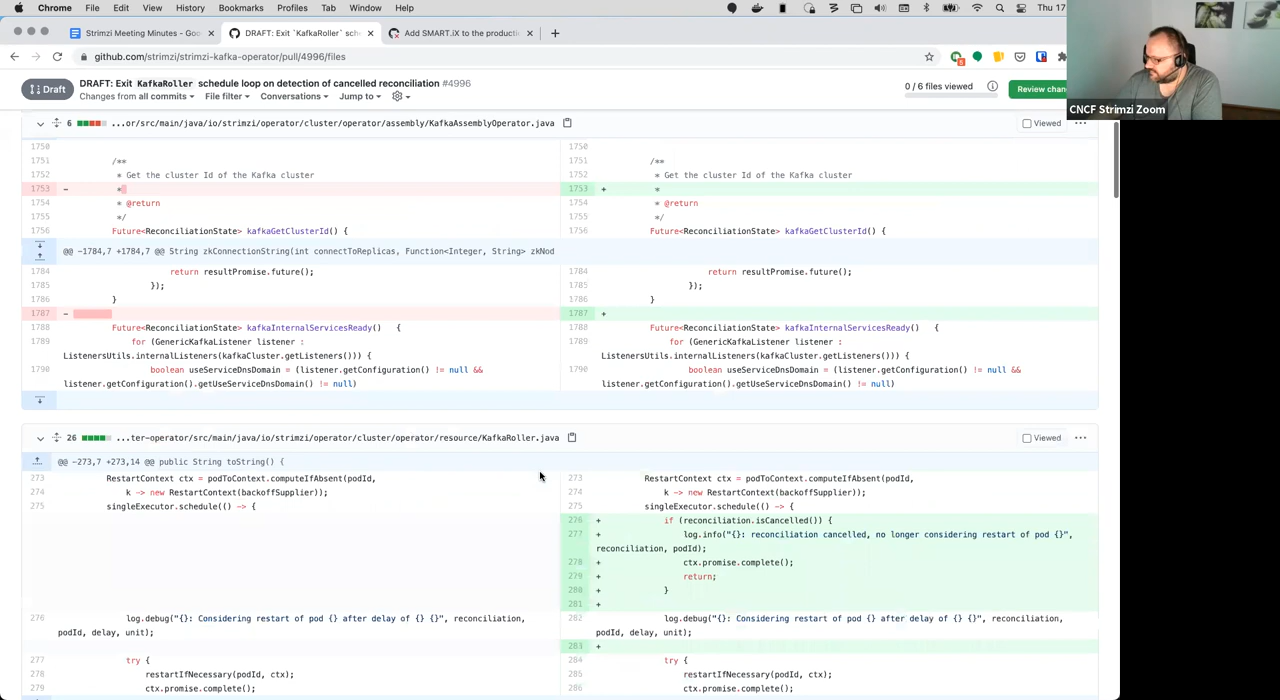 Chrome File Edit View History Bookmarks Profiles Tab Window Help Thu 17
Strimzi Meeting Minutes - Goo DRAFT: Exit `KafkaRoller` sche Add SMART.iX to the productic
github.com/strimzi/strimzi-kafka-operator/pull/4996/files
Draft DRAFT: Exit KafkaRoller schedule loop on detection of cancelled reconciliation #4996
Changes from all commits File filter Conversations Jump to
0 / 6 files viewed Review chan
CNCF Strimzi Zoom
6 ...or/src/main/java/io/strimzi/operator/cluster/operator/assembly/KafkaAssemblyOperator.java Viewed
1750 1750
1751 /** 1751 /**
1752 * Get the cluster Id of the Kafka cluster 1752 * Get the cluster Id of the Kafka cluster
1753 - * 1753 + *
1754 * @return 1754 * @return
1755 */ 1755 */
1756 Future<ReconciliationState> kafkaGetClusterId() { 1756 Future<ReconciliationState> kafkaGetClusterId() {
@@ -1784,7 +1784,7 @@ String zkConnectionString(int connectToReplicas, Function<Integer, String> zkNod
1784 return resultPromise.future(); 1784 return resultPromise.future();
1785 }); 1785 });
1786 } 1786 }
1787 - 1787 +
1788 Future<ReconciliationState> kafkaInternalServicesReady() { 1788 Future<ReconciliationState> kafkaInternalServicesReady() {
1789 for (GenericKafkaListener listener : 1789 for (GenericKafkaListener listener :
ListenersUtils.internalListeners(kafkaCluster.getListeners())) { ListenersUtils.internalListeners(kafkaCluster.getListeners())) {
1790 boolean useServiceDnsDomain = (listener.getConfiguration() != null && 1790 boolean useServiceDnsDomain = (listener.getConfiguration() != null &&
listener.getConfiguration().getUseServiceDnsDomain() != null) listener.getConfiguration().getUseServiceDnsDomain() != null)
26 ...ter-operator/src/main/java/io/strimzi/operator/cluster/operator/resource/KafkaRoller.java Viewed
@@ -273,7 +273,14 @@ public String toString() {
273 RestartContext ctx = podToContext.computeIfAbsent(podId, 273 RestartContext ctx = podToContext.computeIfAbsent(podId,
274 k -> new RestartContext(backoffSupplier)); 274 k -> new RestartContext(backoffSupplier));
275 singleExecutor.schedule(() -> { 275 singleExecutor.schedule(() -> {
276 + if (reconciliation.isCancelled()) {
277 + log.info("{}: reconciliation cancelled, no longer considering restart of pod {}",
reconciliation, podId);
278 + ctx.promise.complete();
279 + return;
280 + }
281 +
276 log.debug("{}: Considering restart of pod {} after delay of {} {}", reconciliation, 282 log.debug("{}: Considering restart of pod {} after delay of {} {}", reconciliation,
podId, delay, unit); podId, delay, unit);
283 +
277 try { 284 try {
278 restartIfNecessary(podId, ctx); 285 restartIfNecessary(podId, ctx);
279 ctx.promise.complete(); 286 ctx.promise.complete();